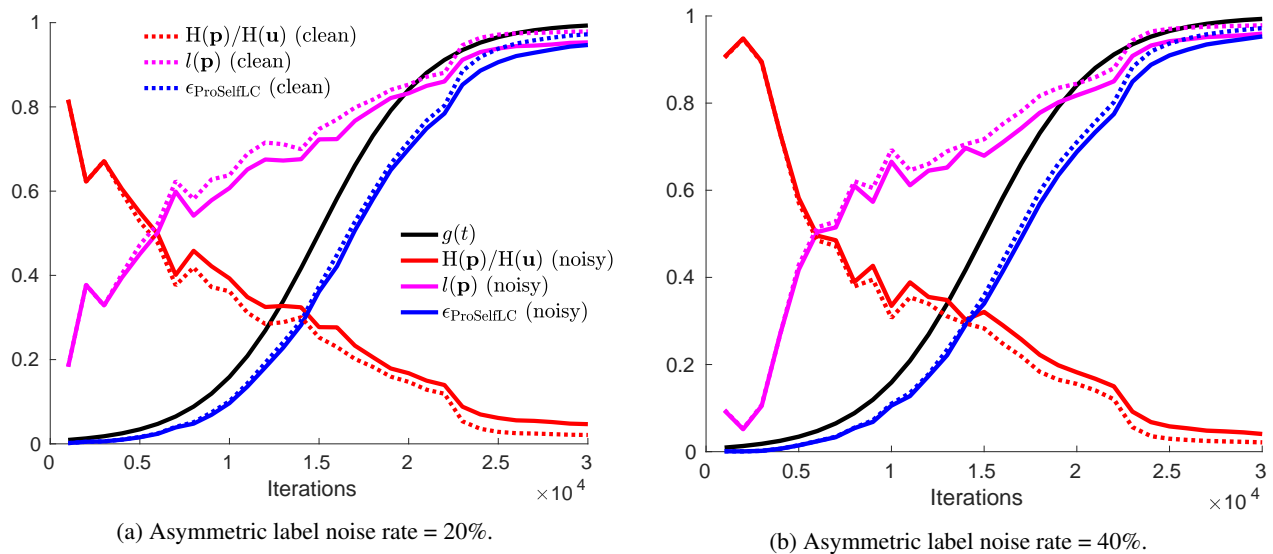 1
0.8
0.6
0.4
0.2
0
H(p)/H(u) (clean)
l(p) (clean)
ϵProSelfLC (clean)
g(t)
H(p)/H(u) (noisy)
l(p) (noisy)
ϵProSelfLC (noisy)
0 0.5 1 1.5 2 2.5 3
Iterations
×10^4
(a) Asymmetric label noise rate = 20%.
1
0.8
0.6
0.4
0.2
0
0.5 1 1.5 2 2.5 3
Iterations
×10^4
(b) Asymmetric label noise rate = 40%.